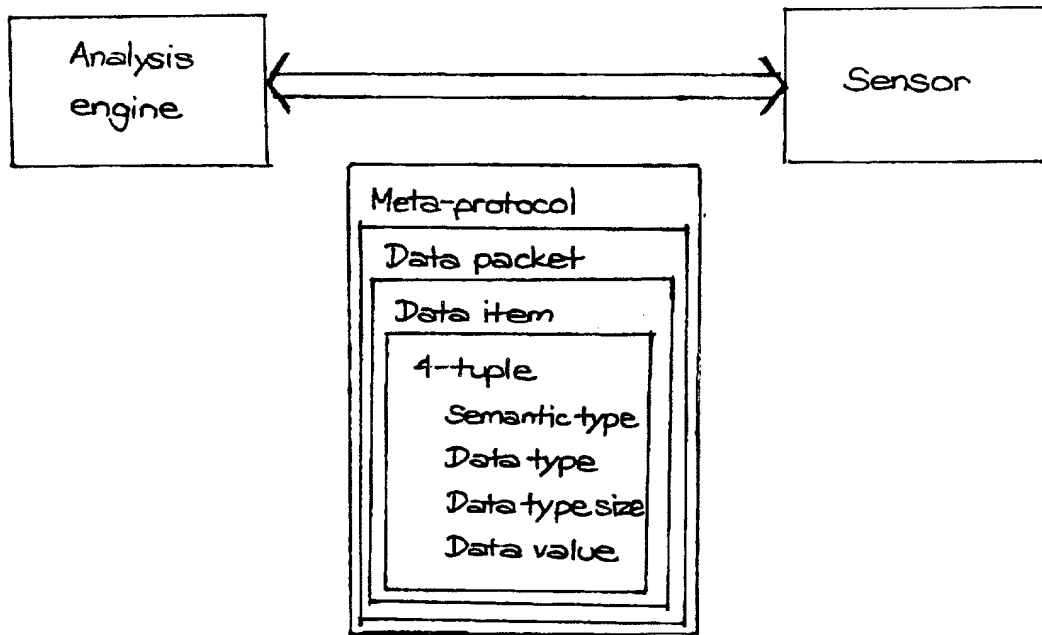 Analysis
engine
Sensor
Meta-protocol
Data packet
Data item
4-tuple
Semantic type
Data type
Data type size
Data value